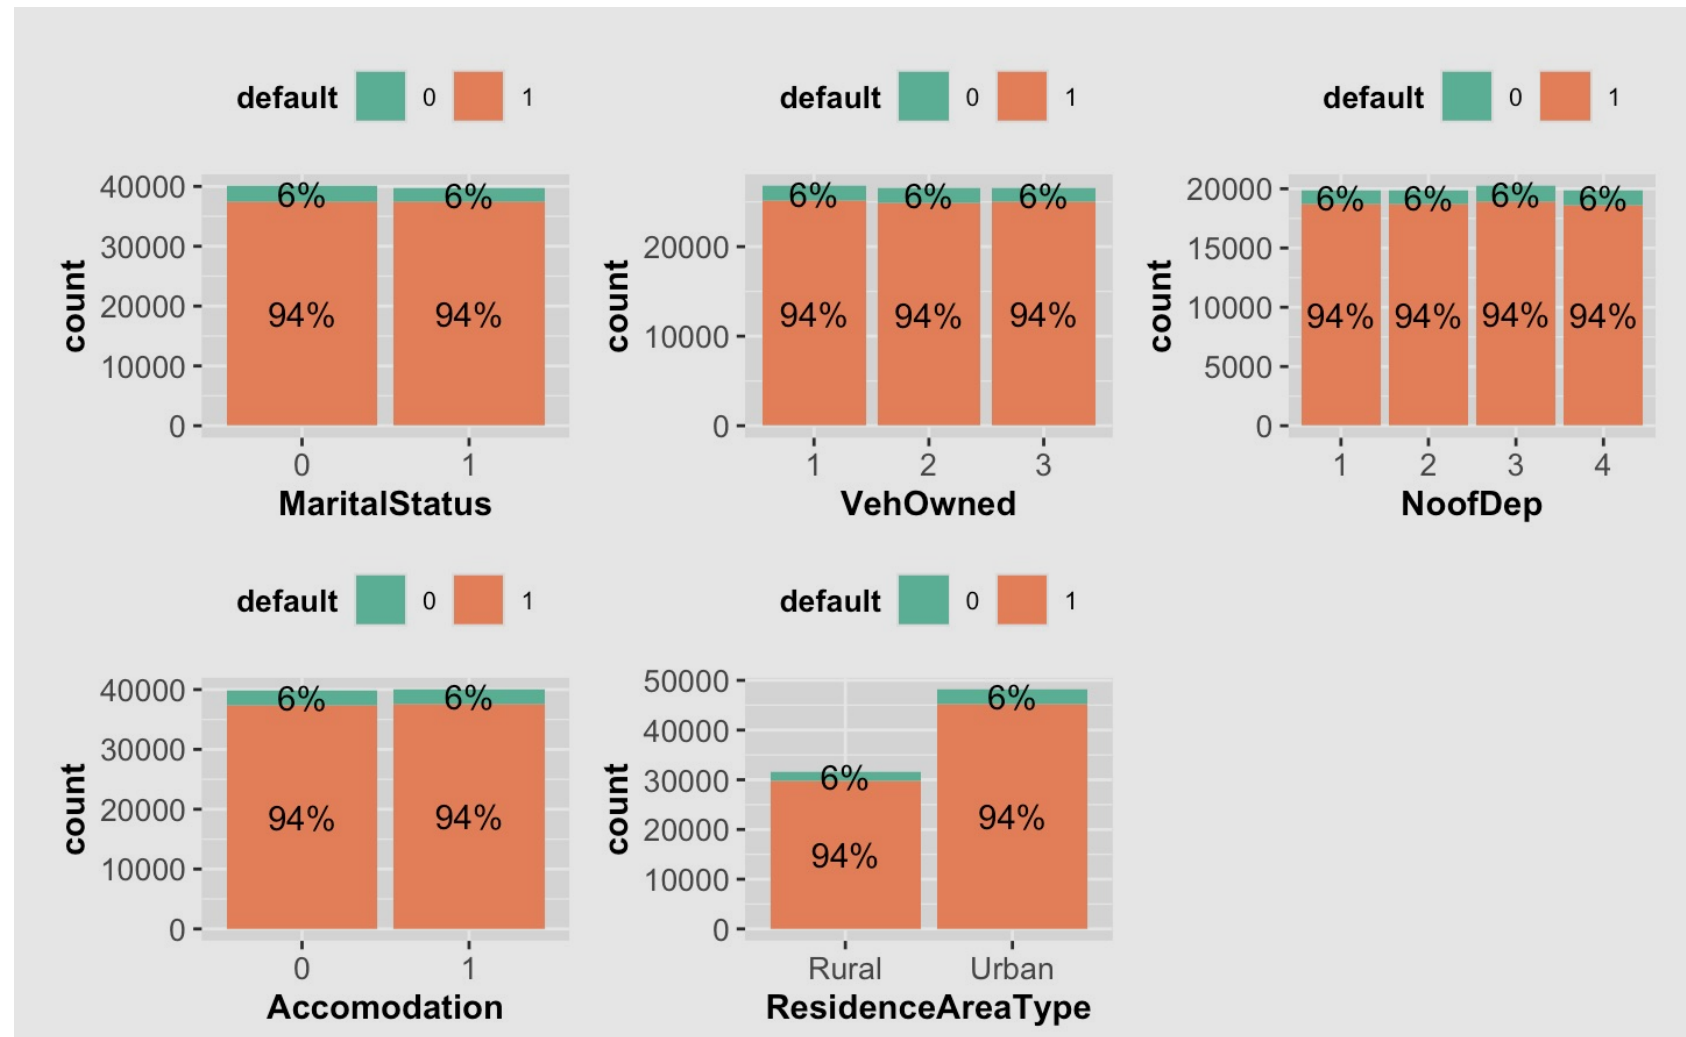 default 0 1
default 0 1
default 0 1
40000
30000
20000
10000
0
count
6% 6%
94% 94%
0 1
MaritalStatus
20000
10000
0
count
6% 6% 6%
94% 94% 94%
1 2 3
VehOwned
20000
15000
10000
5000
0
count
6% 6% 6% 6%
94% 94% 94% 94%
1 2 3 4
NoofDep
default 0 1
default 0 1
40000
30000
20000
10000
0
count
6% 6%
94% 94%
0 1
Accomodation
50000
40000
30000
20000
10000
0
count
6%
6%
94%
94%
Rural Urban
ResidenceAreaType